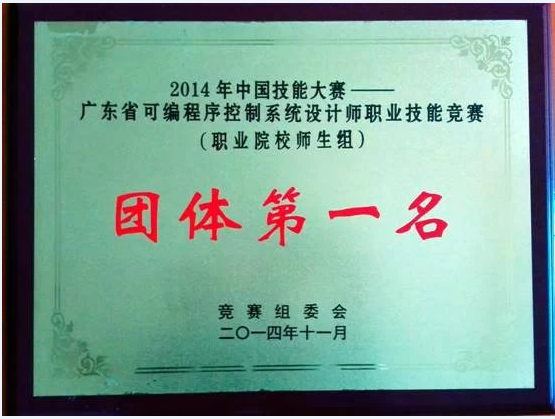 2014年中国技能大赛——
广东省可编程序控制系统设计师职业技能竞赛
(职业院校师生组)
团体第一名
竞赛组委会
二〇一四年十一月